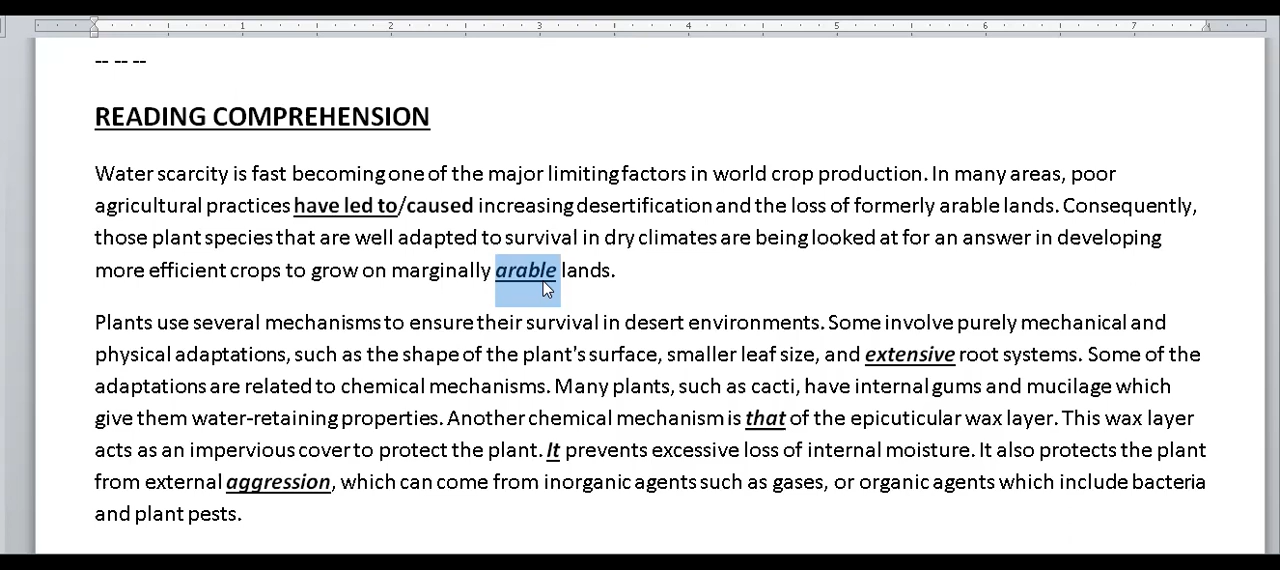 1 2 3 4 5 6 7
-- -- --
READING COMPREHENSION
Water scarcity is fast becoming one of the major limiting factors in world crop production. In many areas, poor
agricultural practices have led to/caused increasing desertification and the loss of formerly arable lands. Consequently,
those plant species that are well adapted to survival in dry climates are being looked at for an answer in developing
more efficient crops to grow on marginally arable lands.
Plants use several mechanisms to ensure their survival in desert environments. Some involve purely mechanical and
physical adaptations, such as the shape of the plant's surface, smaller leaf size, and extensive root systems. Some of the
adaptations are related to chemical mechanisms. Many plants, such as cacti, have internal gums and mucilage which
give them water-retaining properties. Another chemical mechanism is that of the epicuticular wax layer. This wax layer
acts as an impervious cover to protect the plant. It prevents excessive loss of internal moisture. It also protects the plant
from external aggression, which can come from inorganic agents such as gases, or organic agents which include bacteria
and plant pests.